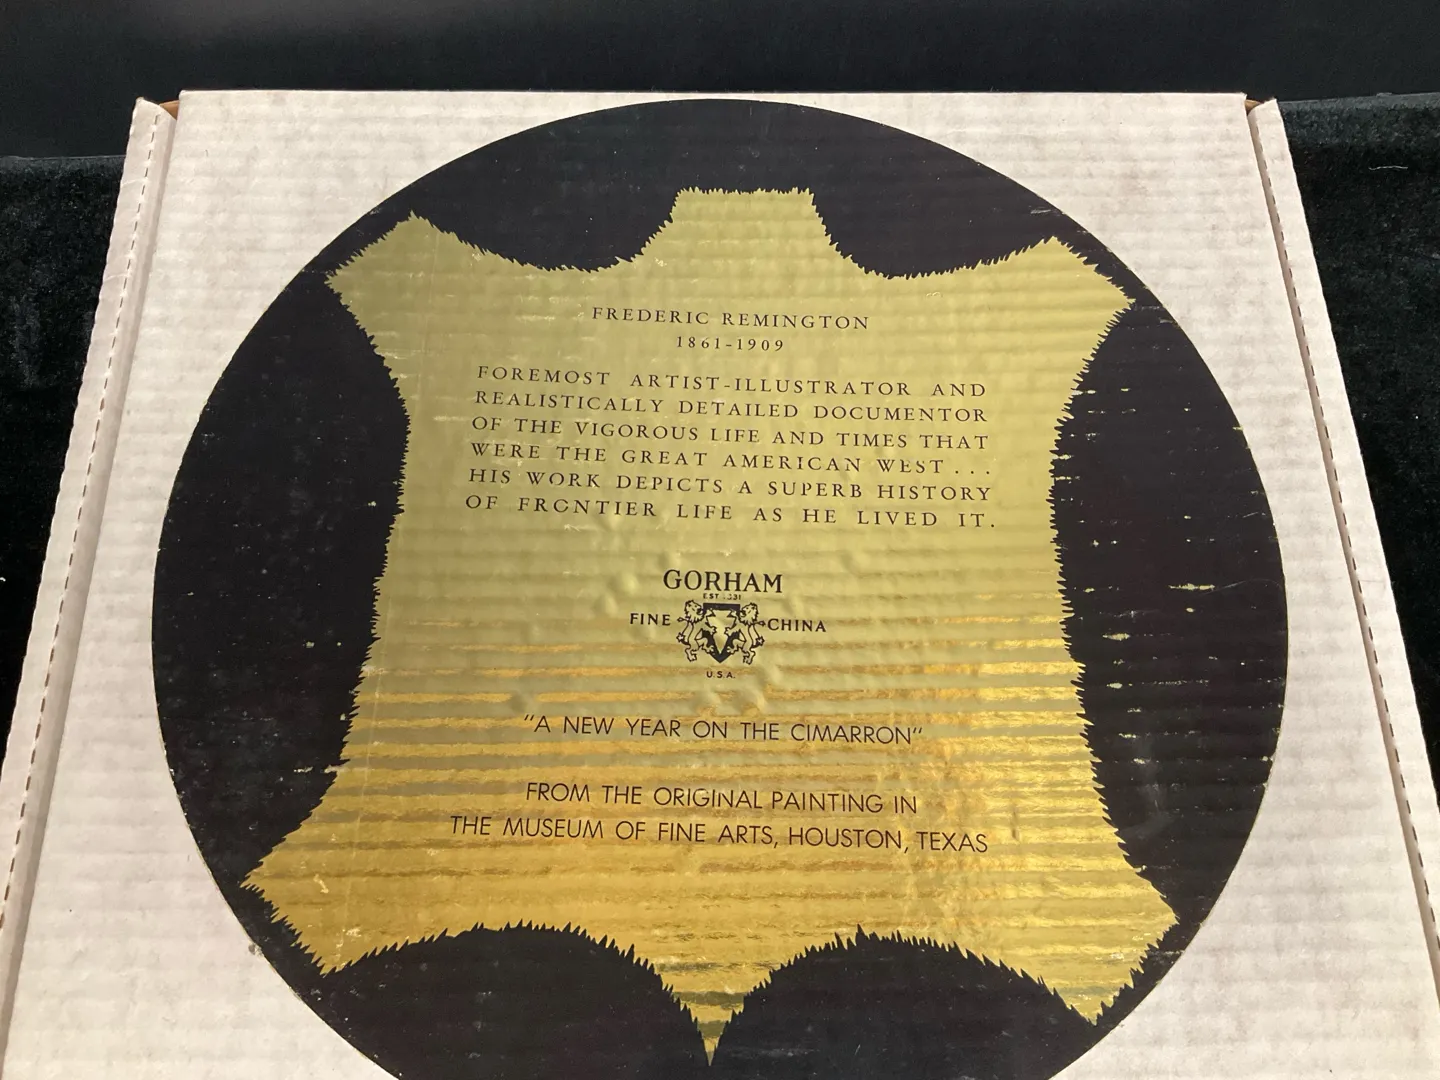 FREDERIC REMINGTON
1861-1909
FOREMOST ARTIST-ILLUSTRATOR AND
REALISTICALLY DETAILED DOCUMENTOR
OF THE VIGOROUS LIFE AND TIMES THAT
WERE THE GREAT AMERICAN WEST...
HIS WORK DEPICTS A SUPERB HISTORY
OF FRONTIER LIFE AS HE LIVED IT.
GORHAM
EST
FINE CHINA
U.S.A.
"A NEW YEAR ON THE CIMARRON"
FROM THE ORIGINAL PAINTING IN
THE MUSEUM OF FINE ARTS, HOUSTON, TEXAS